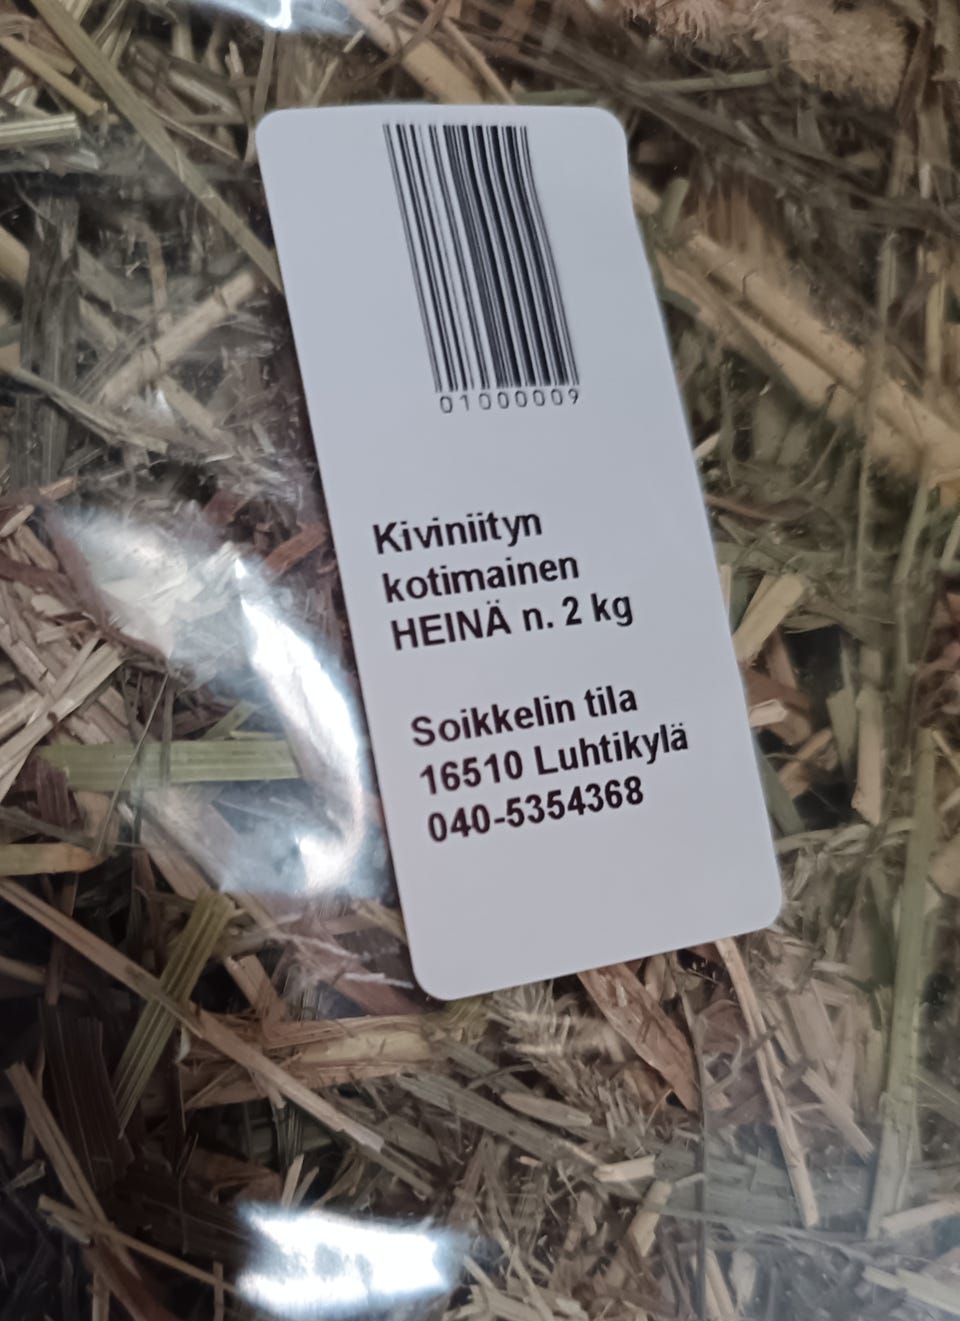 01000009
Kiviniityn
kotimainen
HEINÄ n. 2 kg
Soikkelin tila
16510 Luhtikylä
040-5354368